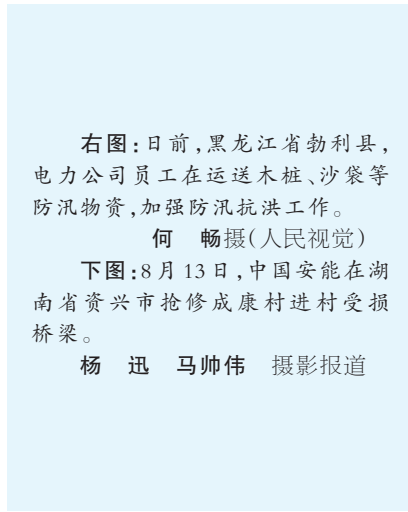 右图:日前,黑龙江省勃利县,
电力公司员工在运送木桩、沙袋等
防汛物资,加强防汛抗洪工作。
何　畅摄(人民视觉)
下图:8月13日,中国安能在湖
南省资兴市抢修成康村进村受损
桥梁。
杨　迅　马帅伟　摄影报道